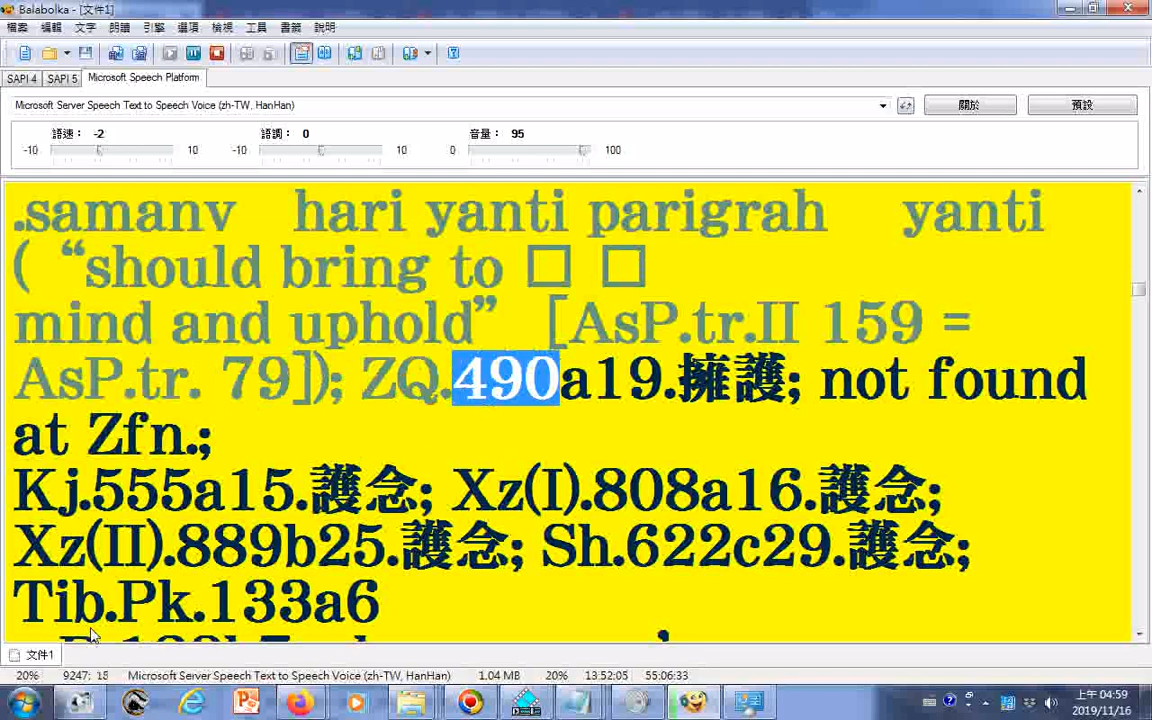 Balabolka - [文件1]
檔案 編輯 文字 朗讀 引擎 選項 檢視 工具 書籤 說明
SAPI 4 SAPI 5 Microsoft Speech Platform
Microsoft Server Speech Text to Speech Voice (zh-TW, HanHan) 關於 預設
語速： -2 語調： 0 音量： 95
-10 10 -10 10 0 100
.samanv hari yanti parigrah yanti
( “should bring to □ □
mind and uphold” [AsP.tr.II 159 =
AsP.tr. 79]); ZQ.490a19.擁護; not found
at Zfn.;
Kj.555a15.護念; Xz(I).808a16.護念;
Xz(II).889b25.護念; Sh.622c29.護念;
Tib.Pk.133a6
文件1
20% 9247: 18 Microsoft Server Speech Text to Speech Voice (zh-TW, HanHan) 1.04 MB 20% 13:52:05 55:06:33
上午 04:59
2019/11/16